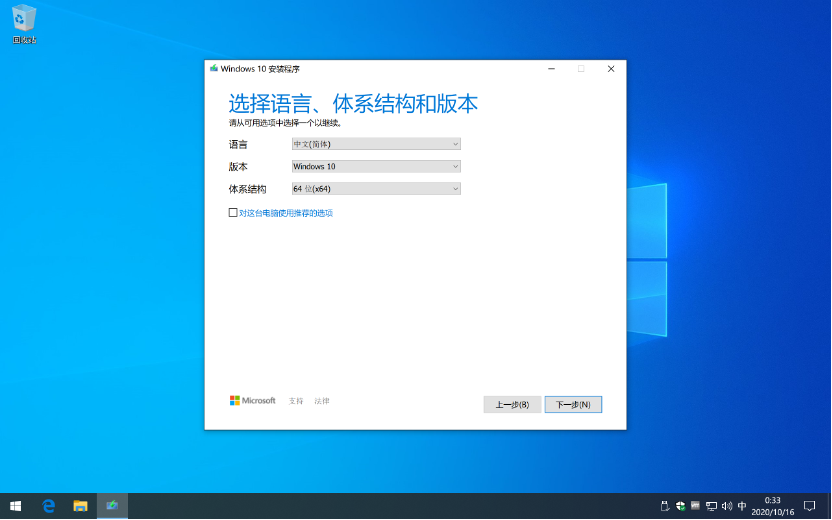 回收站
Windows 10 安装程序
选择语言、体系结构和版本
请从可用选项中选择一个以继续。
语言
中文(简体)
版本
Windows 10
体系结构
64 位(x64)
对这台电脑使用推荐的选项
Microsoft
支持
法律
上一步(B)
下一步(N)
中
0:33
2020/10/16